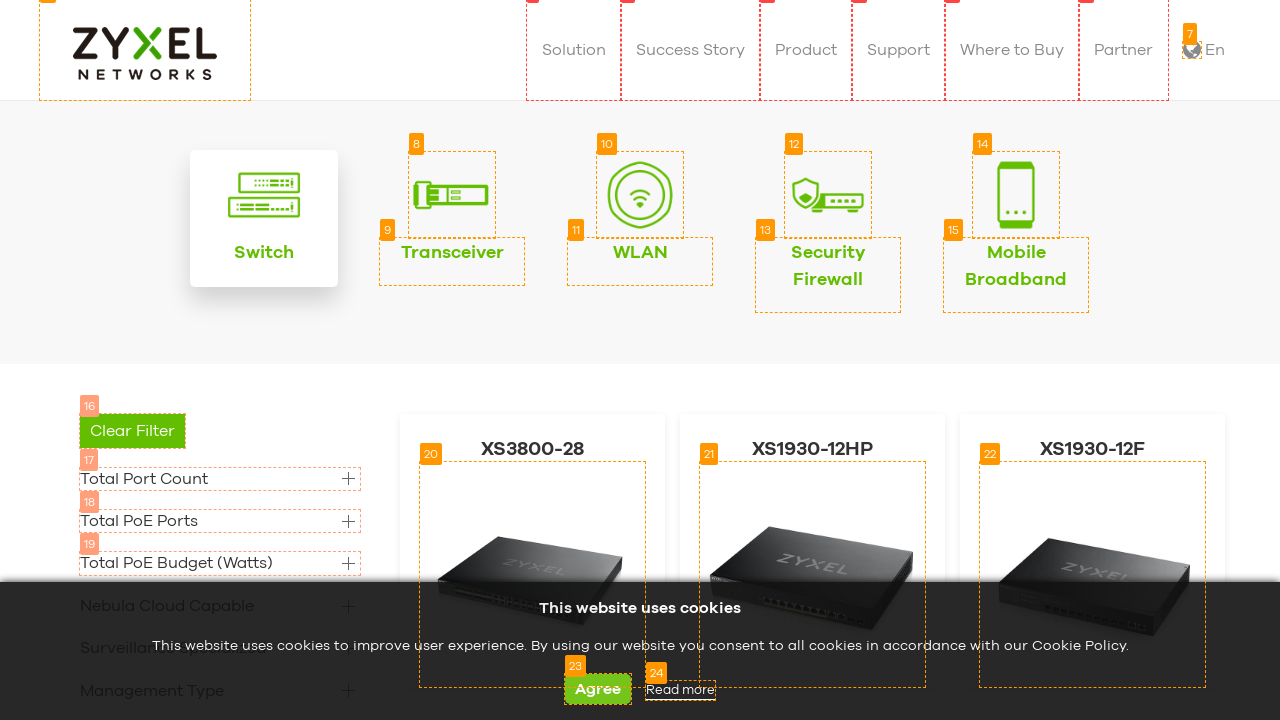 ZYXEL
NETWORKS
Solution
Success Story
Product
Support
Where to Buy
Partner
7
En
8
10
12
14
9
11
13
15
Switch
Transceiver
WLAN
Security
Firewall
Mobile
Broadband
16
Clear Filter
17
Total Port Count
18
Total PoE Ports
19
Total PoE Budget (Watts)
Nebula Cloud Capable
Management Type
XS3800-28
20
XS1930-12HP
21
XS1930-12F
22
ZYXEL
ZYXEL
ZYXEL
This website uses cookies
This website uses cookies to improve user experience. By using our website you consent to all cookies in accordance with our Cookie Policy.
23
Agree
24
Read more